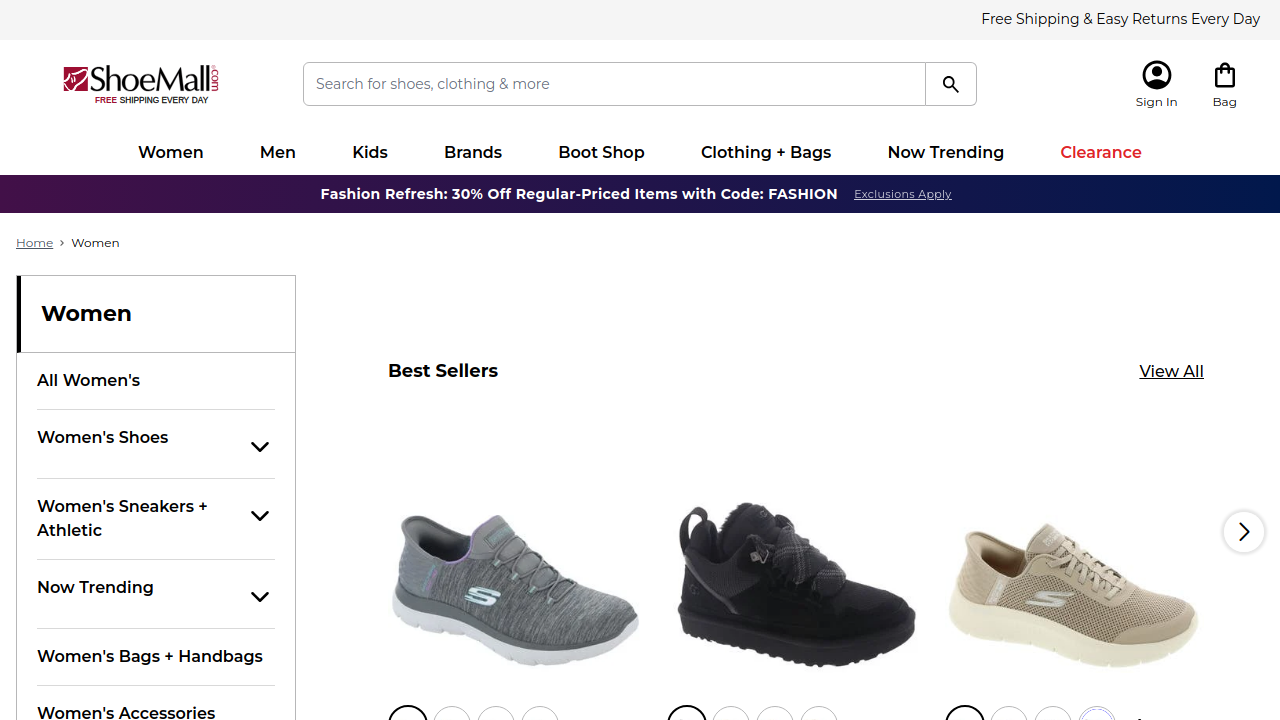 Free Shipping & Easy Returns Every Day
ShoeMall.com
FREE SHIPPING EVERY DAY
Search for shoes, clothing & more
Sign In
Bag
Women
Men
Kids
Brands
Boot Shop
Clothing + Bags
Now Trending
Clearance
Fashion Refresh: 30% Off Regular-Priced Items with Code: FASHION
Exclusions Apply
Home › Women
Women
Best Sellers
View All
All Women's
Women's Shoes
Women's Sneakers +
Athletic
Now Trending
Women's Bags + Handbags
Women's Accessories